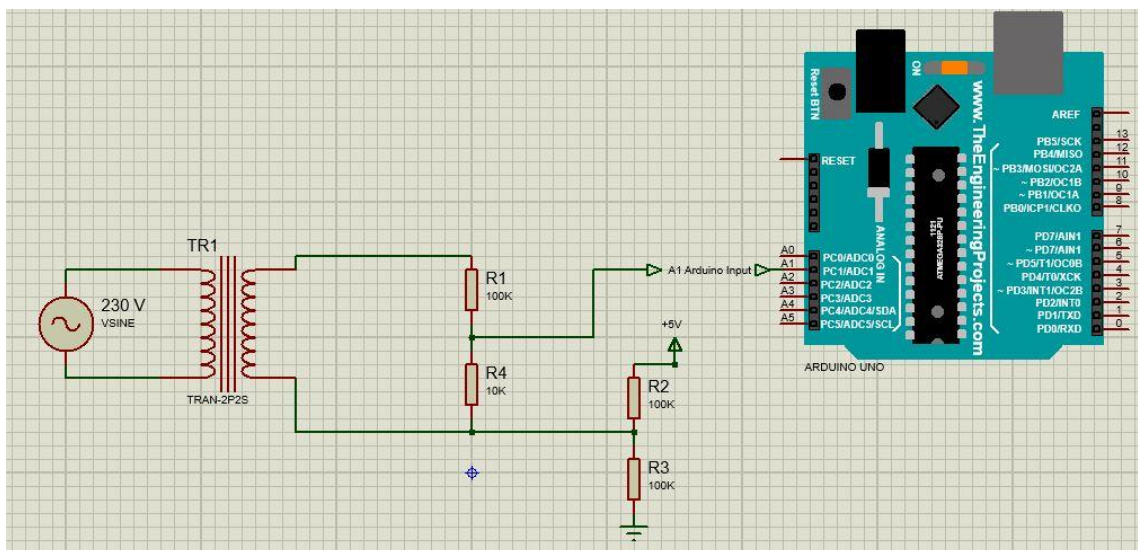 TR1
230 V
VSINE
TRAN-2P2S
R1
100K
R4
10K
A1 Arduino Input
+5V
R2
100K
R3
100K
Reset BTN
ON
www.TheEngineeringProjects.com
RESET
ANALOG IN
ATMEGA328P-PU
1121
A0 PC0/ADC0
A1 PC1/ADC1
A2 PC2/ADC2
A3 PC3/ADC3
A4 PC4/ADC4/SDA
A5 PC5/ADC5/SCL
AREF
PB5/SCK 13
PB4/MISO 12
~ PB3/MOSI/OC2A 11
~ PB2/OC1B 10
~ PB1/OC1A 9
PB0/ICP1/CLKO 8
PD7/AIN1 7
~ PD7/AIN1 6
~ PD5/T1/OC0B 5
PD4/T0/XCK 4
~ PD3/INT1/OC2B 3
PD2/INT0 2
PD1/TXD 1
PD0/RXD 0
ARDUINO UNO